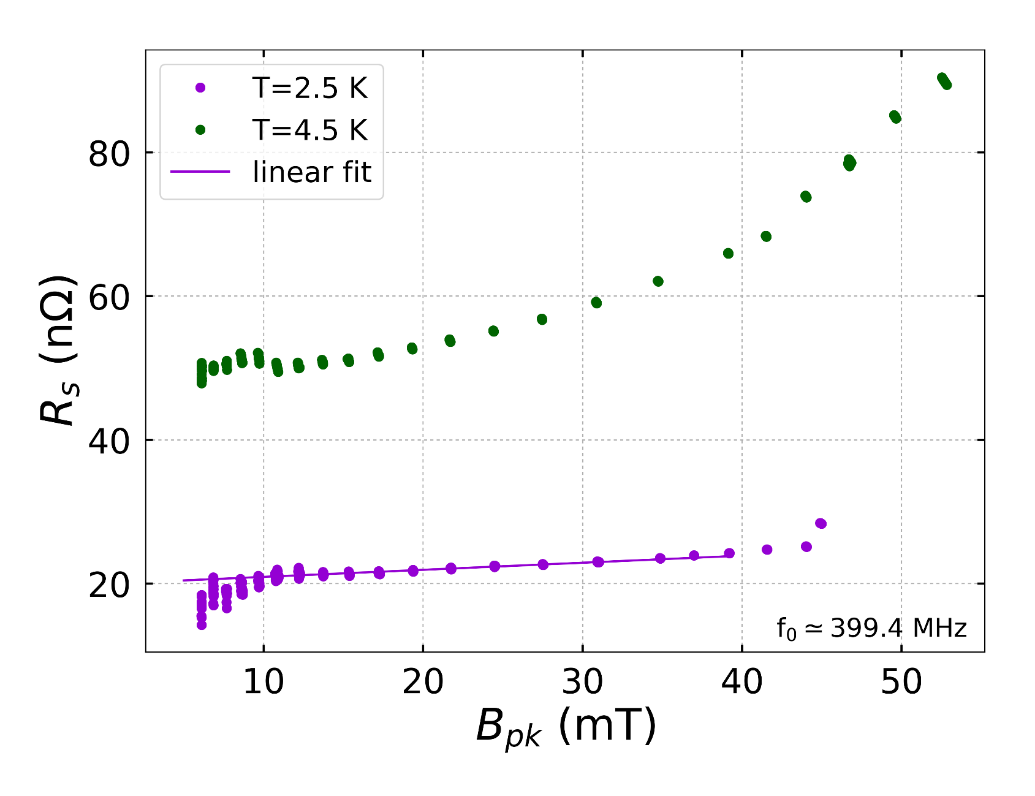 T=2.5 K
T=4.5 K
linear fit
80
60
40
20
R_s (nΩ)
f_0 ≃ 399.4 MHz
10 20 30 40 50
B_pk (mT)